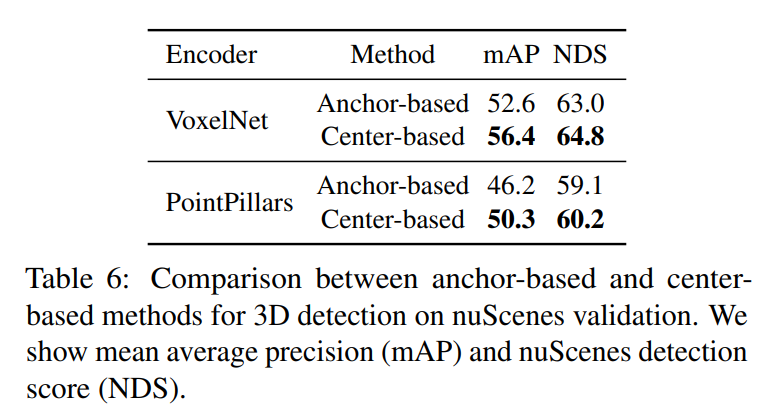 Encoder Method mAP NDS
VoxelNet
Anchor-based 52.6 63.0
Center-based 56.4 64.8
PointPillars
Anchor-based 46.2 59.1
Center-based 50.3 60.2
Table 6: Comparison between anchor-based and center-
based methods for 3D detection on nuScenes validation. We
show mean average precision (mAP) and nuScenes detection
score (NDS).